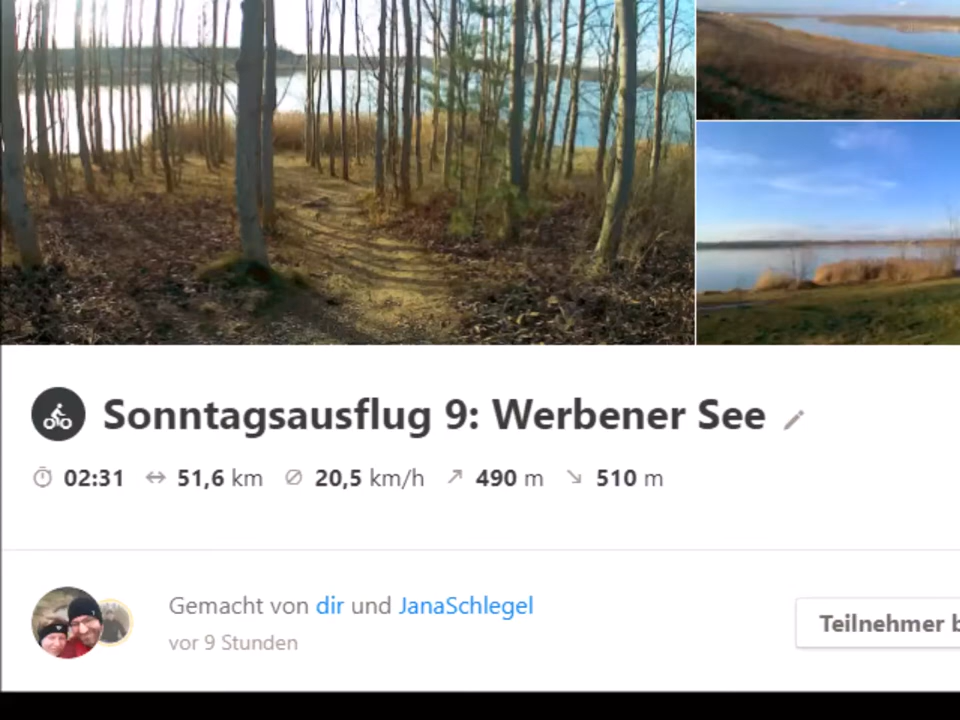 Sonntagsausflug 9: Werbener See
02:31 51,6 km 20,5 km/h 490 m 510 m
Gemacht von dir und JanaSchlegel
vor 9 Stunden
Teilnehmer b